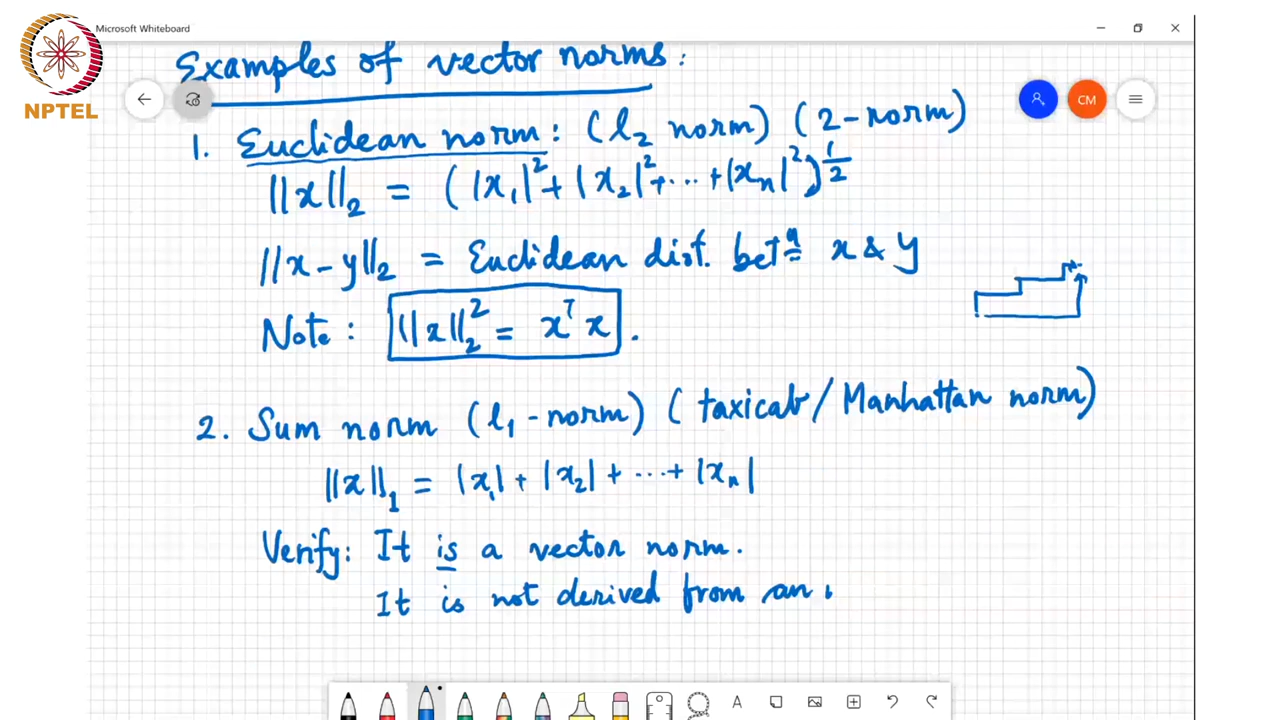 Microsoft Whiteboard
NPTEL
CM
Examples of vector norms:
1. Euclidean norm: (l₂ norm) (2-norm)
||x||₂ = (|x₁|² + |x₂|² + ... + |xₙ|²)^{1/2}
||x-y||₂ = Euclidean dist. betⁿ x & y
Note: ||x||₂² = xᵀx.
2. Sum norm (l₁-norm) (taxicab/Manhattan norm)
||x||₁ = |x₁| + |x₂| + ... + |xₙ|
Verify: It is a vector norm.
It is not derived from an
A